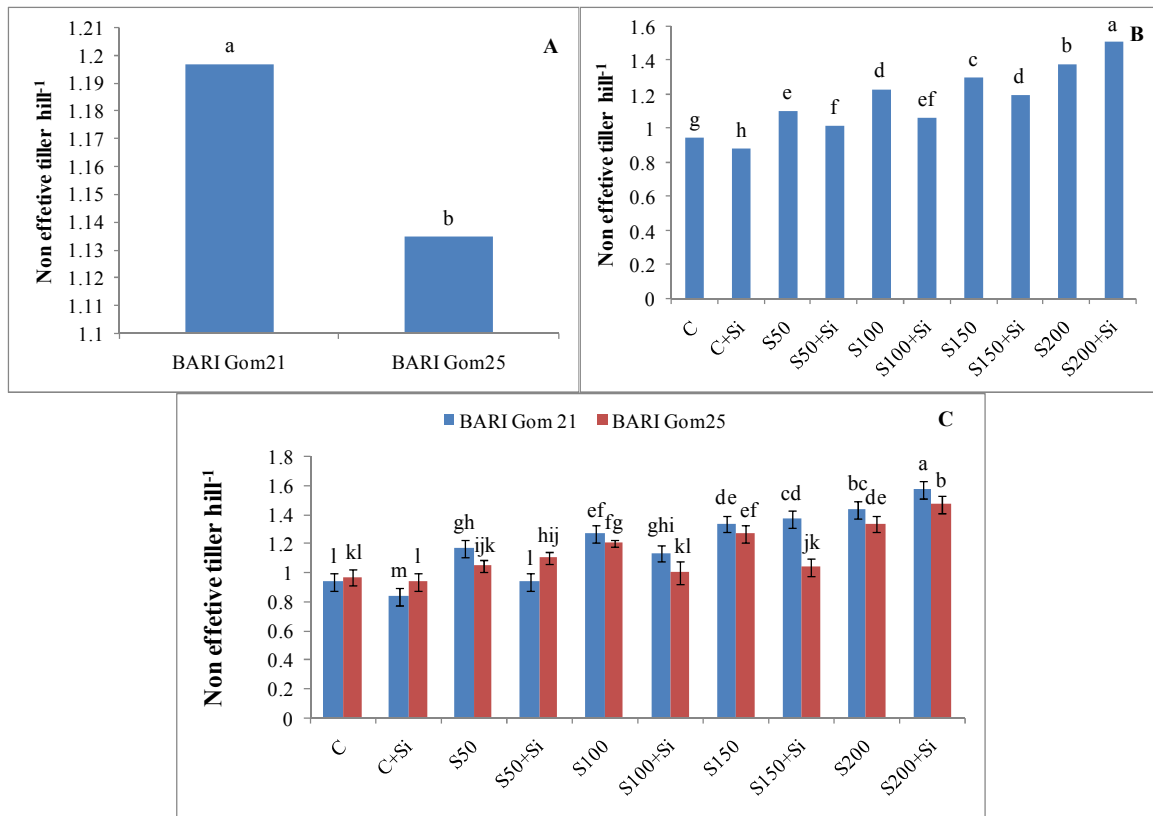 A
Non effetive tiller hill-1
1.21
1.2
1.19
1.18
1.17
1.16
1.15
1.14
1.13
1.12
1.11
1.1
a
b
BARI Gom21 BARI Gom25
B
Non effetive tiller hill-1
1.6
1.4
1.2
1
0.8
0.6
0.4
0.2
0
g h e f d ef c d b a
C C+Si S50 S50+Si S100 S100+Si S150 S150+Si S200 S200+Si
BARI Gom 21 BARI Gom25
C
Non effetive tiller hill-1
1.8
1.6
1.4
1.2
1
0.8
0.6
0.4
0.2
0
l kl m l gh ijk l hij ef fg ghi kl de ef cd jk bc de a b
C C+Si S50 S50+Si S100 S100+Si S150 S150+Si S200 S200+Si